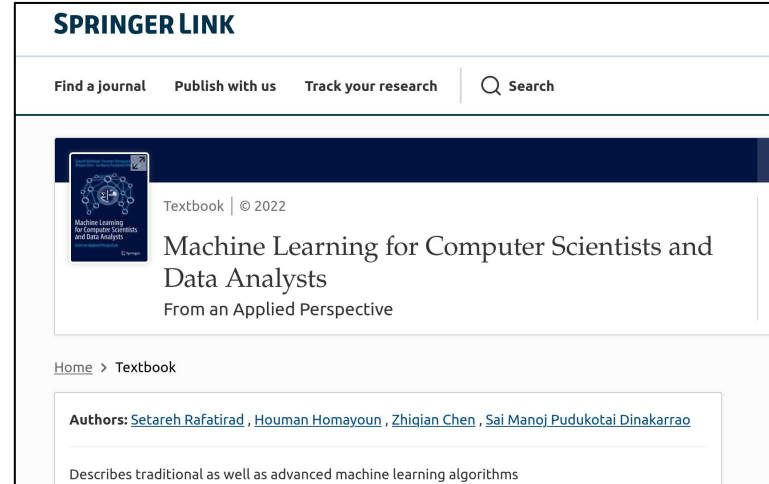 SPRINGER LINK
Find a journal Publish with us Track your research Search
Machine Learning
for Computer Scientists
and Data Analysts
Springer
Textbook | © 2022
Machine Learning for Computer Scientists and
Data Analysts
From an Applied Perspective
Home > Textbook
Authors: Setareh Rafatirad , Houman Homayoun , Zhiqian Chen , Sai Manoj Pudukotai Dinakarrao
Describes traditional as well as advanced machine learning algorithms